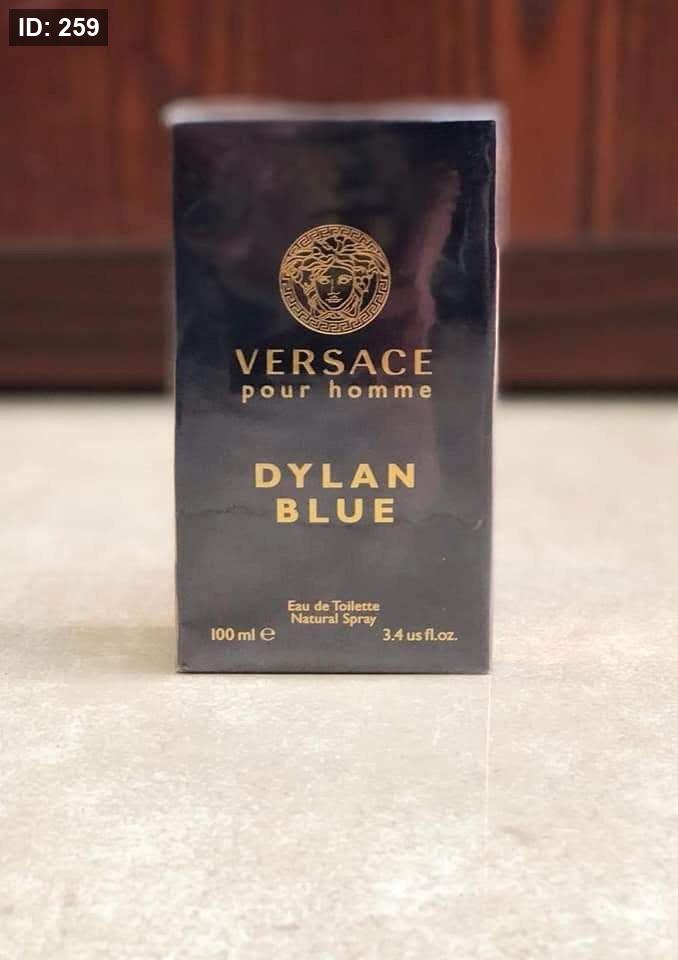 ID: 259
VERSACE
pour homme
DYLAN
BLUE
Eau de Toilette
Natural Spray
100 ml ℮ 3.4 us fl.oz.